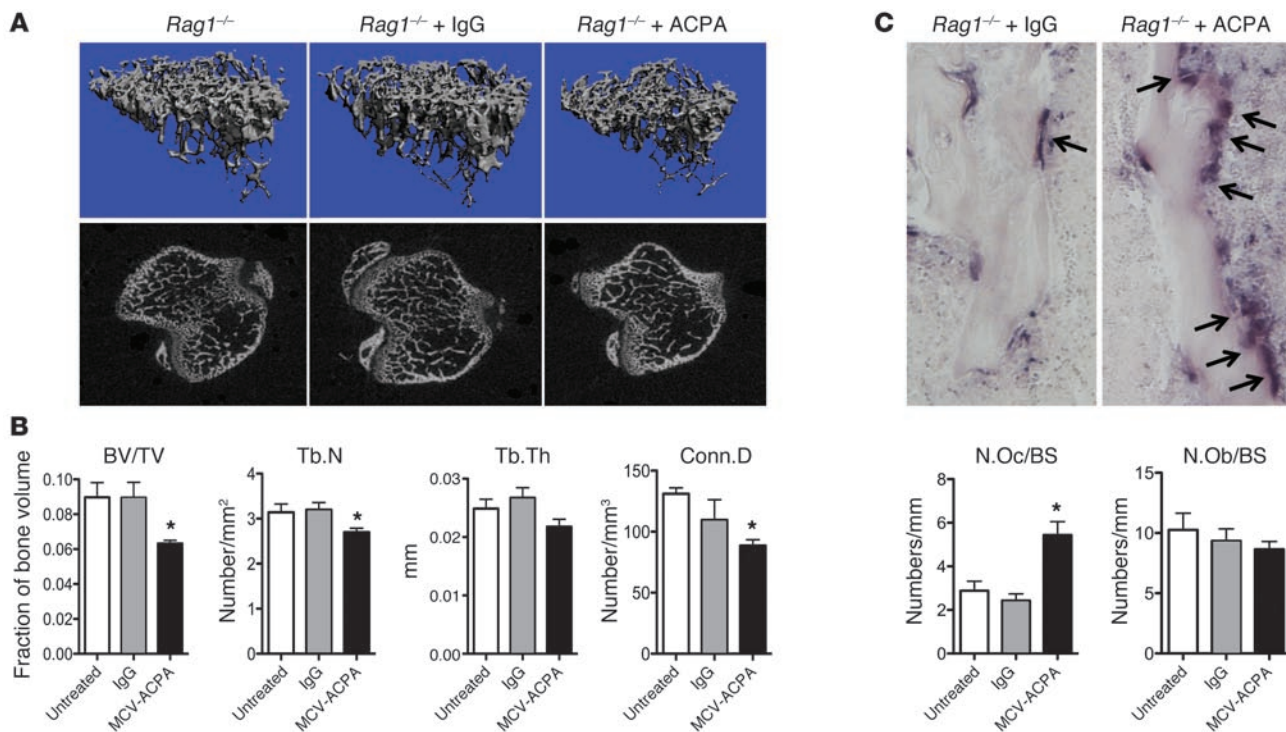 A
Rag1⁻/⁻
Rag1⁻/⁻ + IgG
Rag1⁻/⁻ + ACPA
B
BV/TV
Fraction of bone volume
0.10
0.08
0.06
0.04
0.02
0.00
*
Untreated
IgG
MCV-ACPA
Tb.N
Number/mm²
4
3
2
1
0
*
Untreated
IgG
MCV-ACPA
Tb.Th
mm
0.03
0.02
0.01
0.00
Untreated
IgG
MCV-ACPA
Conn.D
Number/mm³
150
100
50
0
*
Untreated
IgG
MCV-ACPA
C
Rag1⁻/⁻ + IgG
Rag1⁻/⁻ + ACPA
N.Oc/BS
Numbers/mm
8
6
4
2
0
*
Untreated
IgG
MCV-ACPA
N.Ob/BS
Numbers/mm
15
10
5
0
Untreated
IgG
MCV-ACPA